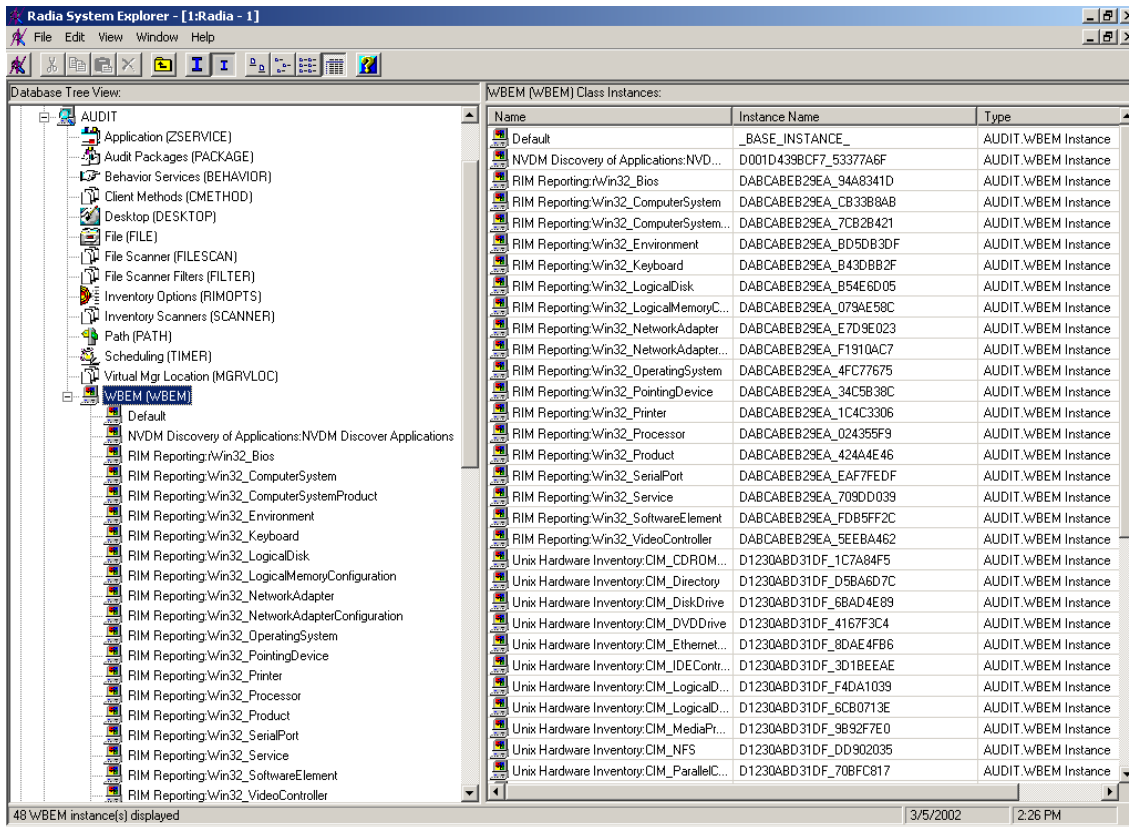 Radia System Explorer - [1:Radia - 1]
File Edit View Window Help
Database Tree View:
AUDIT
Application (ZSERVICE)
Audit Packages (PACKAGE)
Behavior Services (BEHAVIOR)
Client Methods (CMETHOD)
Desktop (DESKTOP)
File (FILE)
File Scanner (FILESCAN)
File Scanner Filters (FILTER)
Inventory Options (RIMOPTS)
Inventory Scanners (SCANNER)
Path (PATH)
Scheduling (TIMER)
Virtual Mgr Location (MGRVLOC)
WBEM (WBEM)
Default
NVDM Discovery of Applications:NVDM Discover Applications
RIM Reporting:rWin32_Bios
RIM Reporting:Win32_ComputerSystem
RIM Reporting:Win32_ComputerSystemProduct
RIM Reporting:Win32_Environment
RIM Reporting:Win32_Keyboard
RIM Reporting:Win32_LogicalDisk
RIM Reporting:Win32_LogicalMemoryConfiguration
RIM Reporting:Win32_NetworkAdapter
RIM Reporting:Win32_NetworkAdapterConfiguration
RIM Reporting:Win32_OperatingSystem
RIM Reporting:Win32_PointingDevice
RIM Reporting:Win32_Printer
RIM Reporting:Win32_Processor
RIM Reporting:Win32_Product
RIM Reporting:Win32_SerialPort
RIM Reporting:Win32_Service
RIM Reporting:Win32_SoftwareElement
RIM Reporting:Win32_VideoController
WBEM (WBEM) Class Instances:
Name Instance Name Type
Default _BASE_INSTANCE_ AUDIT.WBEM Instance
NVDM Discovery of Applications:NVD... D001D439BCF7_53377A6F AUDIT.WBEM Instance
RIM Reporting:rWin32_Bios DABCABEB29EA_94A8341D AUDIT.WBEM Instance
RIM Reporting:Win32_ComputerSystem DABCABEB29EA_CB33B8AB AUDIT.WBEM Instance
RIM Reporting:Win32_ComputerSystem... DABCABEB29EA_7CB2B421 AUDIT.WBEM Instance
RIM Reporting:Win32_Environment DABCABEB29EA_BD5DB3DF AUDIT.WBEM Instance
RIM Reporting:Win32_Keyboard DABCABEB29EA_B43DBB2F AUDIT.WBEM Instance
RIM Reporting:Win32_LogicalDisk DABCABEB29EA_B54E6D05 AUDIT.WBEM Instance
RIM Reporting:Win32_LogicalMemoryC... DABCABEB29EA_079AE58C AUDIT.WBEM Instance
RIM Reporting:Win32_NetworkAdapter DABCABEB29EA_E7D9E023 AUDIT.WBEM Instance
RIM Reporting:Win32_NetworkAdapter... DABCABEB29EA_F1910AC7 AUDIT.WBEM Instance
RIM Reporting:Win32_OperatingSystem DABCABEB29EA_4FC77675 AUDIT.WBEM Instance
RIM Reporting:Win32_PointingDevice DABCABEB29EA_34C5B38C AUDIT.WBEM Instance
RIM Reporting:Win32_Printer DABCABEB29EA_1C4C3306 AUDIT.WBEM Instance
RIM Reporting:Win32_Processor DABCABEB29EA_024355F9 AUDIT.WBEM Instance
RIM Reporting:Win32_Product DABCABEB29EA_424A4E46 AUDIT.WBEM Instance
RIM Reporting:Win32_SerialPort DABCABEB29EA_EAF7FEDF AUDIT.WBEM Instance
RIM Reporting:Win32_Service DABCABEB29EA_709DD039 AUDIT.WBEM Instance
RIM Reporting:Win32_SoftwareElement DABCABEB29EA_FDB5FF2C AUDIT.WBEM Instance
RIM Reporting:Win32_VideoController DABCABEB29EA_5EEBA462 AUDIT.WBEM Instance
Unix Hardware Inventory:CIM_CDROM... D1230ABD31DF_1C7A84F5 AUDIT.WBEM Instance
Unix Hardware Inventory:CIM_Directory D1230ABD31DF_D5BA6D7C AUDIT.WBEM Instance
Unix Hardware Inventory:CIM_DiskDrive D1230ABD31DF_6BAD4E89 AUDIT.WBEM Instance
Unix Hardware Inventory:CIM_DVDDrive D1230ABD31DF_4167F3C4 AUDIT.WBEM Instance
Unix Hardware Inventory:CIM_Ethernet... D1230ABD31DF_8DAE4FB6 AUDIT.WBEM Instance
Unix Hardware Inventory:CIM_IDEContr... D1230ABD31DF_3D1BEEAE AUDIT.WBEM Instance
Unix Hardware Inventory:CIM_LogicalD... D1230ABD31DF_F4DA1039 AUDIT.WBEM Instance
Unix Hardware Inventory:CIM_LogicalD... D1230ABD31DF_6CB0713E AUDIT.WBEM Instance
Unix Hardware Inventory:CIM_MediaPr... D1230ABD31DF_9B92F7E0 AUDIT.WBEM Instance
Unix Hardware Inventory:CIM_NFS D1230ABD31DF_DD902035 AUDIT.WBEM Instance
Unix Hardware Inventory:CIM_ParallelC... D1230ABD31DF_70BFC817 AUDIT.WBEM Instance
48 WBEM instance(s) displayed 3/5/2002 2:26 PM